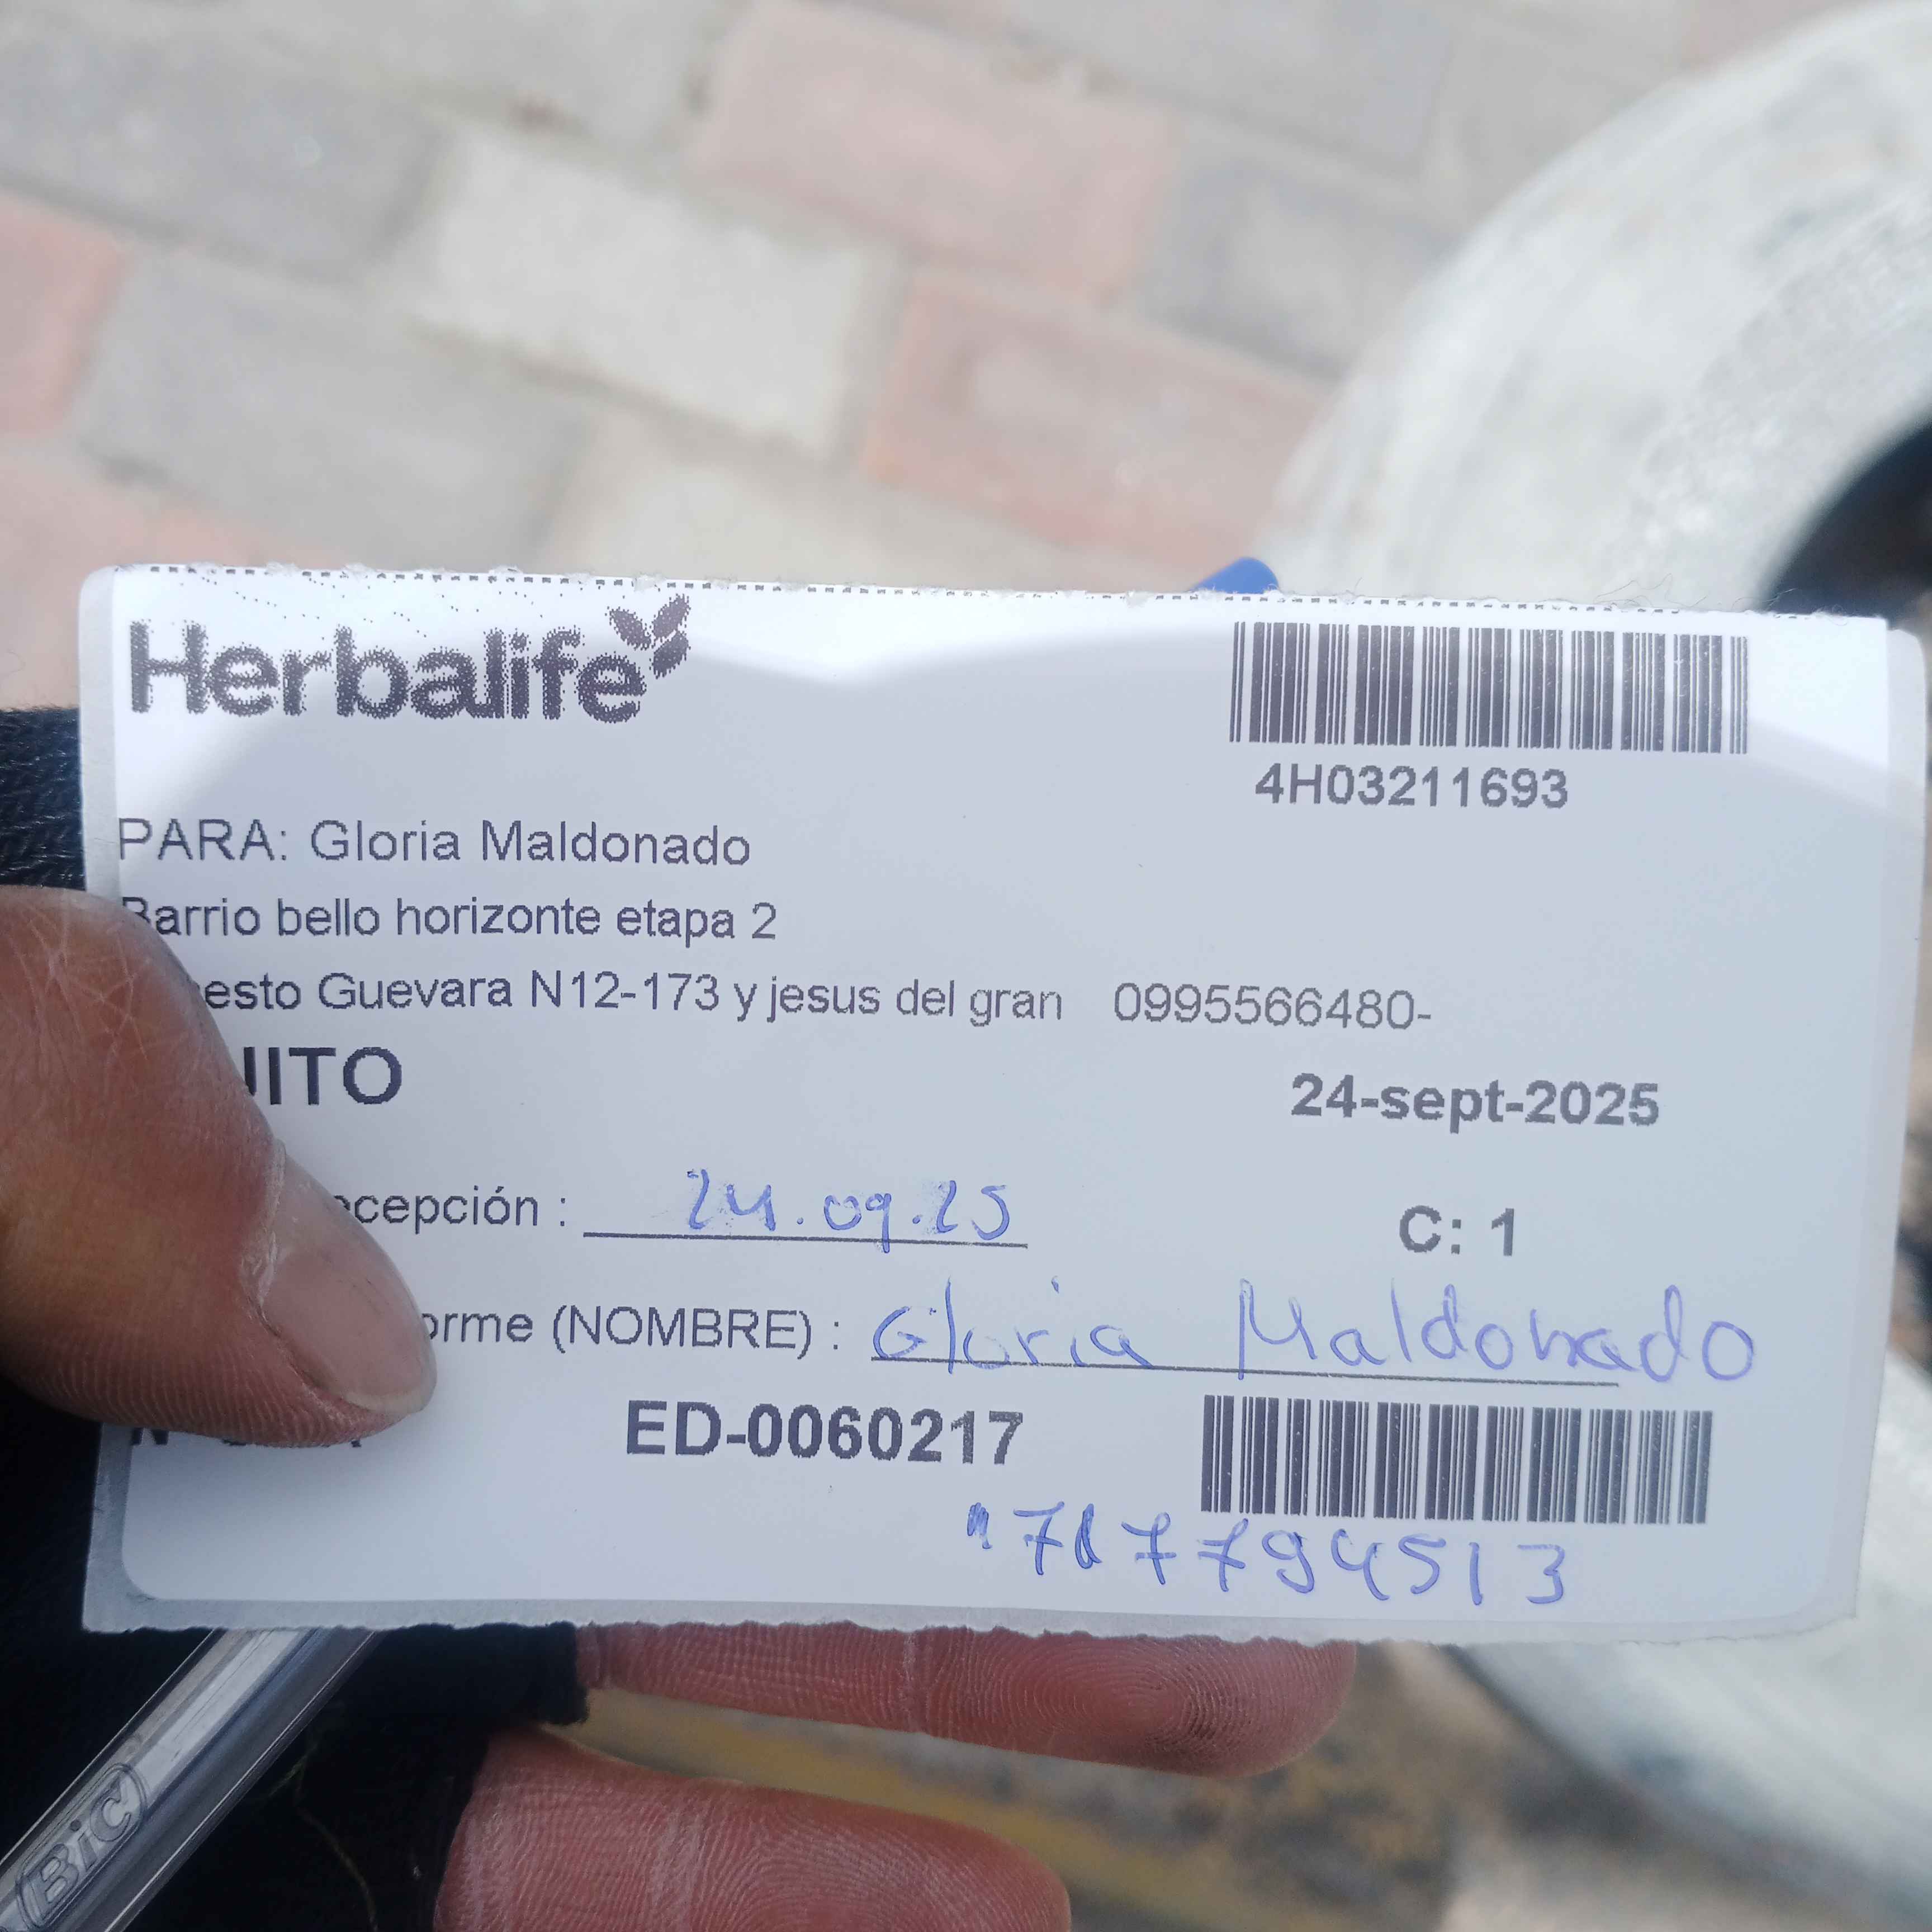 Herbalife
4H03211693
PARA: Gloria Maldonado
Barrio bello horizonte etapa 2
esto Guevara N12-173 y jesus del gran 0995566480-
UITO
24-sept-2025
ecepción : 24.09.25
C: 1
orme (NOMBRE) : Gloria Maldonado
ED-0060217
BiC